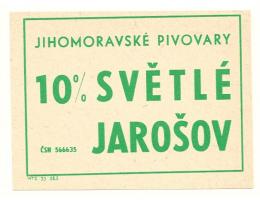 JIHOMORAVSKÉ PIVOVARY
10% SVĚTLÉ
ČSN 566635 JAROŠOV